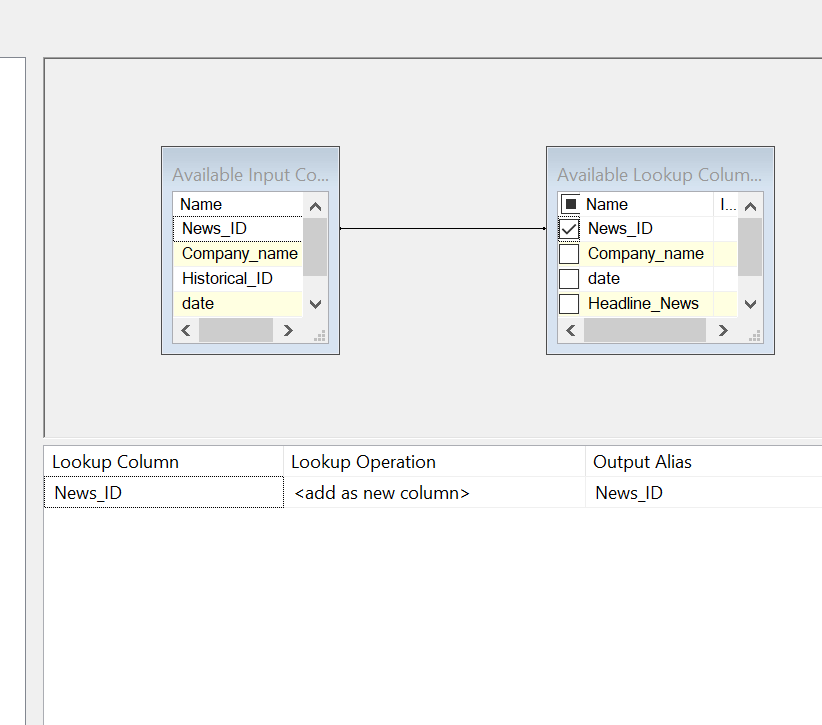 Available Input Co...
Name
News_ID
Company_name
Historical_ID
date
Available Lookup Colum...
Name I...
News_ID
Company_name
date
Headline_News
Lookup Column Lookup Operation Output Alias
News_ID <add as new column> News_ID